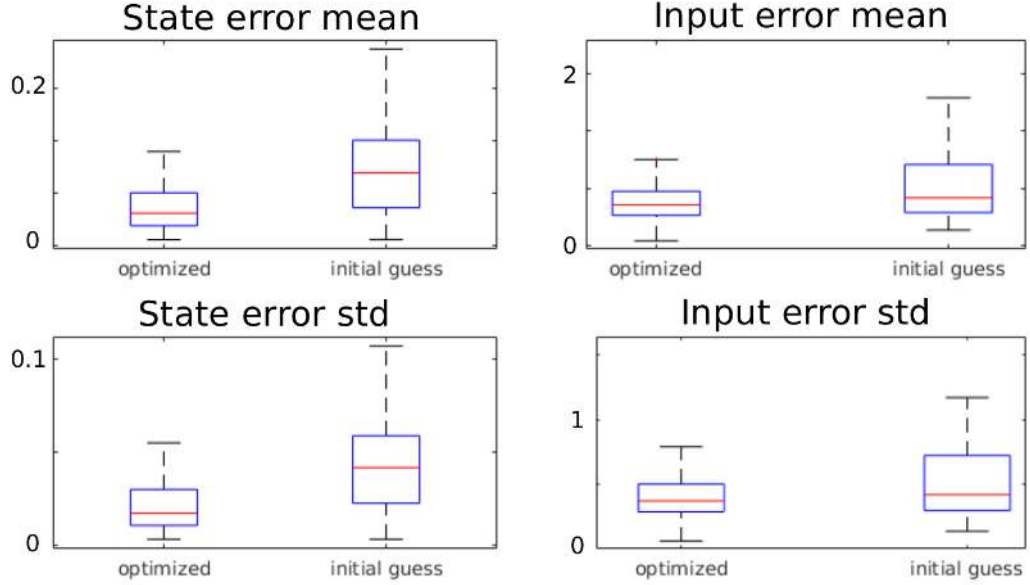 State error mean
0.2
0
optimized initial guess
Input error mean
2
0
optimized initial guess
State error std
0.1
0
optimized initial guess
Input error std
1
0
optimized initial guess